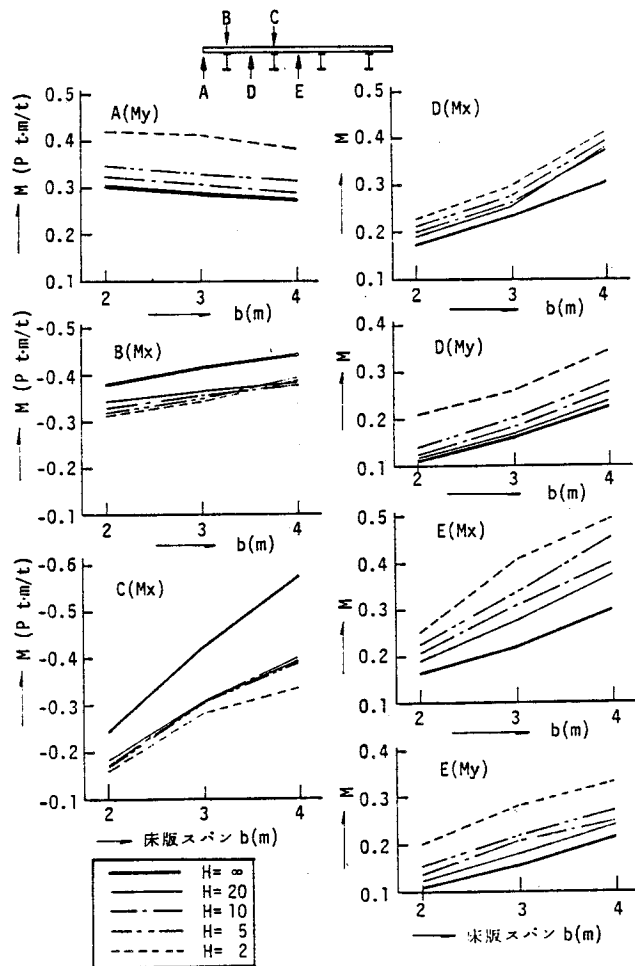 B
C
A
D
E
A(My)
M (P t·m/t)
0.5
0.4
0.3
0.2
0.1
2
3
4
b(m)
D(Mx)
M
0.5
0.4
0.3
0.2
0.1
2
3
4
b(m)
B(Mx)
M (P t·m/t)
-0.5
-0.4
-0.3
-0.2
-0.1
2
3
4
b(m)
D(My)
M
0.4
0.3
0.2
0.1
2
3
4
b(m)
C(Mx)
M (P t·m/t)
-0.6
-0.4
-0.3
-0.2
-0.1
2
3
4
床版スパン b(m)
E(Mx)
M
0.5
0.4
0.3
0.2
0.1
2
3
4
b(m)
E(My)
M
0.4
0.3
0.2
0.1
2
3
4
床版スパン b(m)
H= ∞
H= 20
H= 10
H= 5
H= 2